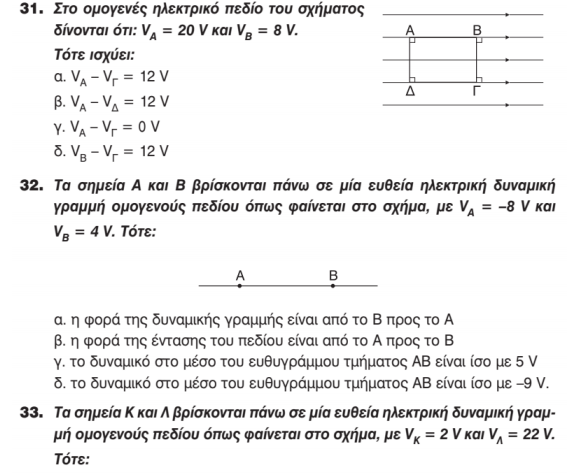 31. Στο ομογενές ηλεκτρικό πεδίο του σχήματος
δίνονται ότι: V_A = 20 V και V_B = 8 V.
Τότε ισχύει:
α. V_A – V_Γ = 12 V
β. V_A – V_Δ = 12 V
γ. V_A – V_Γ = 0 V
δ. V_B – V_Γ = 12 V
A B
Δ Γ
32. Τα σημεία Α και Β βρίσκονται πάνω σε μία ευθεία ηλεκτρική δυναμική
γραμμή ομογενούς πεδίου όπως φαίνεται στο σχήμα, με V_A = –8 V και
V_B = 4 V. Τότε:
A B
α. η φορά της δυναμικής γραμμής είναι από το Β προς το Α
β. η φορά της έντασης του πεδίου είναι από το Α προς το Β
γ. το δυναμικό στο μέσο του ευθυγράμμου τμήματος ΑΒ είναι ίσο με 5 V
δ. το δυναμικό στο μέσο του ευθυγράμμου τμήματος ΑΒ είναι ίσο με –9 V.
33. Τα σημεία Κ και Λ βρίσκονται πάνω σε μία ευθεία ηλεκτρική δυναμική γραμ-
μή ομογενούς πεδίου όπως φαίνεται στο σχήμα, με V_K = 2 V και V_Λ = 22 V.
Τότε: